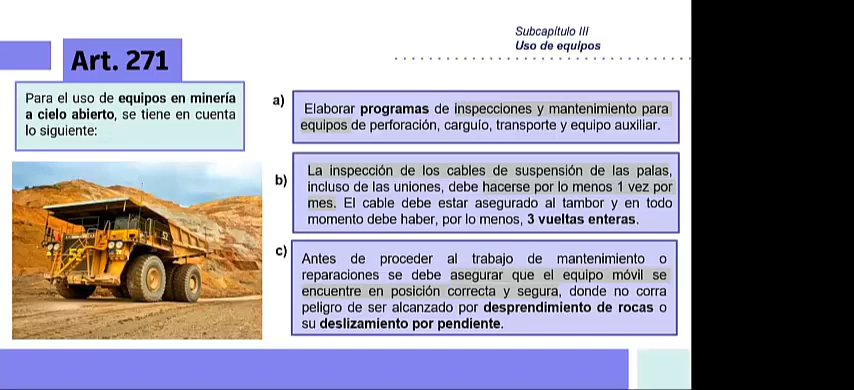 Subcapítulo III
Uso de equipos
Art. 271
Para el uso de equipos en minería
a cielo abierto, se tiene en cuenta
lo siguiente:
a)
Elaborar programas de inspecciones y mantenimiento para
equipos de perforación, carguío, transporte y equipo auxiliar.
b)
La inspección de los cables de suspensión de las palas,
incluso de las uniones, debe hacerse por lo menos 1 vez por
mes. El cable debe estar asegurado al tambor y en todo
momento debe haber, por lo menos, 3 vueltas enteras.
c)
Antes de proceder al trabajo de mantenimiento o
reparaciones se debe asegurar que el equipo móvil se
encuentre en posición correcta y segura, donde no corra
peligro de ser alcanzado por desprendimiento de rocas o
su deslizamiento por pendiente.